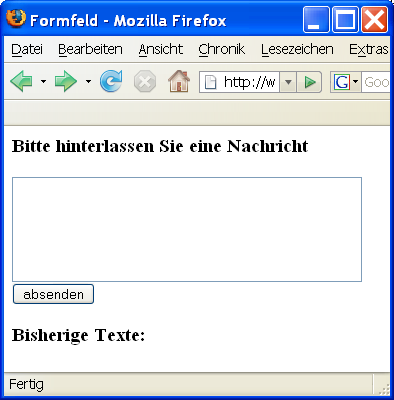 Formfeld - Mozilla Firefox
Datei Bearbeiten Ansicht Chronik Lesezeichen Extras
http://w G Goo
Bitte hinterlassen Sie eine Nachricht
absenden
Bisherige Texte:
Fertig